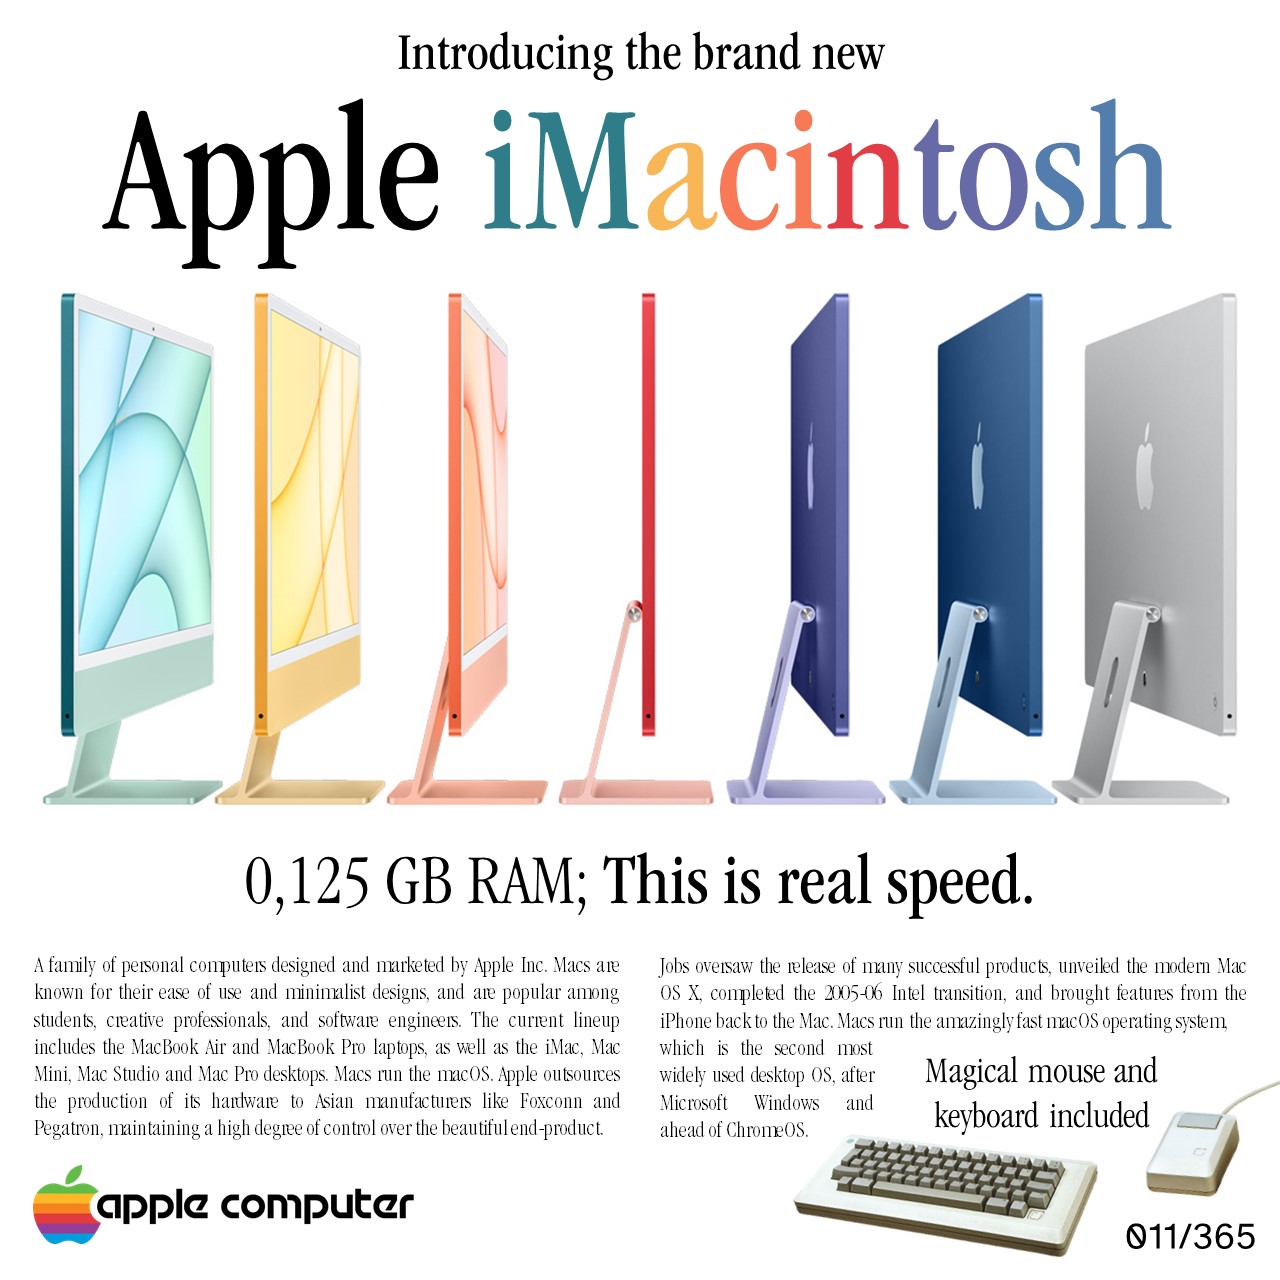 Introducing the brand new
Apple iMacintosh
0,125 GB RAM; This is real speed.
A family of personal computers designed and marketed by Apple Inc. Macs are
known for their ease of use and minimalist designs, and are popular among
students, creative professionals, and software engineers. The current lineup
includes the MacBook Air and MacBook Pro laptops, as well as the iMac, Mac
Mini, Mac Studio and Mac Pro desktops. Macs run the macOS. Apple outsources
the production of its hardware to Asian manufacturers like Foxconn and
Pegatron, maintaining a high degree of control over the beautiful end-product.
Jobs oversaw the release of many successful products, unveiled the modern Mac
OS X, completed the 2005-06 Intel transition, and brought features from the
iPhone back to the Mac. Macs run the amazingly fast macOS operating system,
which is the second most
widely used desktop OS, after
Microsoft Windows and
ahead of ChromeOS.
Magical mouse and
keyboard included
apple computer
011/365